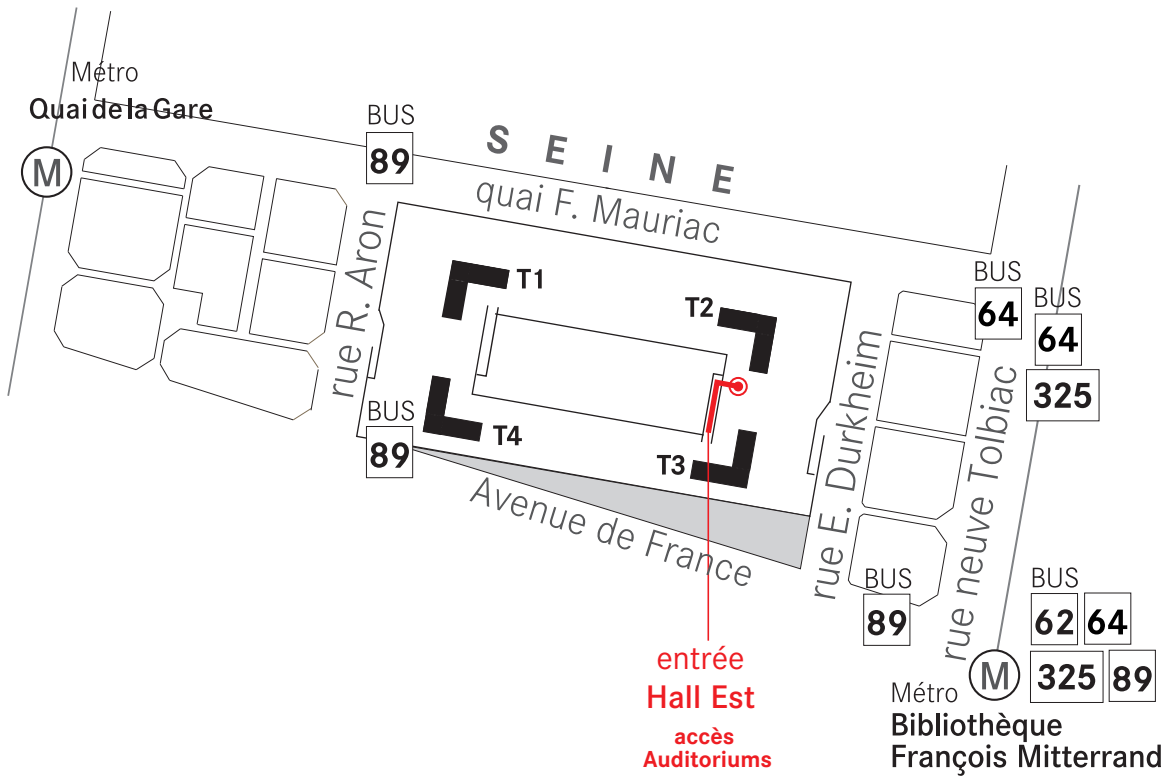 Métro
Quai de la Gare
M
BUS
89
SEINE
quai F. Mauriac
rue R. Aron
T1
T2
BUS
64
BUS
64
325
T4
T3
BUS
89
Avenue de France
rue E. Durkheim
rue neuve Tolbiac
BUS
89
BUS
62 64
325 89
M
Métro
Bibliothèque
François Mitterrand
entrée
Hall Est
accès
Auditoriums